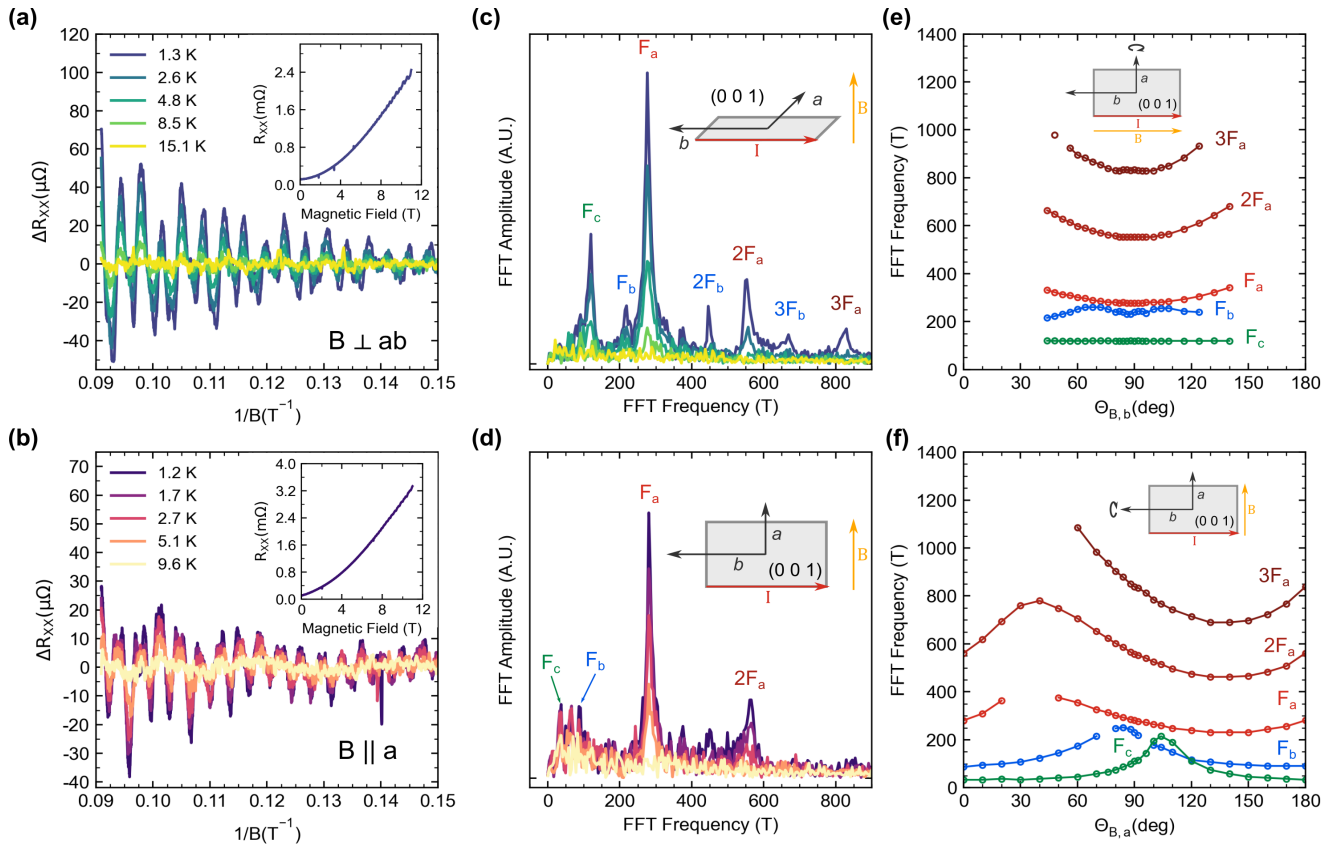 (a)
120
100
80
60
40
20
0
-20
-40
ΔR_XX(μΩ)
1.3 K
2.6 K
4.8 K
8.5 K
15.1 K
2.4
1.6
0.8
0.0
R_XX(mΩ)
0 4 8 12
Magnetic Field (T)
B ⊥ ab
0.09 0.10 0.11 0.12 0.13 0.14 0.15
1/B(T⁻¹)
(c)
FFT Amplitude (A.U.)
F_a
F_c
F_b
2F_b
2F_a
3F_b
3F_a
(0 0 1)
a
b
I
B
0 200 400 600 800
FFT Frequency (T)
(e)
1400
1200
1000
800
600
400
200
0
FFT Frequency (T)
a
b
(0 0 1)
I
B
3F_a
2F_a
F_a
F_b
F_c
0 30 60 90 120 150 180
Θ_B, b(deg)
(b)
70
60
50
40
30
20
10
0
-10
-20
-30
-40
ΔR_XX(μΩ)
1.2 K
1.7 K
2.7 K
5.1 K
9.6 K
4.0
3.2
2.4
1.6
0.8
0.0
R_XX(mΩ)
0 4 8 12
Magnetic Field (T)
B || a
0.09 0.10 0.11 0.12 0.13 0.14 0.15
1/B(T⁻¹)
(d)
FFT Amplitude (A.U.)
F_a
F_c
F_b
2F_a
a
b
(0 0 1)
I
B
0 200 400 600 800
FFT Frequency (T)
(f)
1400
1200
1000
800
600
400
200
0
FFT Frequency (T)
a
b
(0 0 1)
I
B
3F_a
2F_a
F_a
F_b
F_c
0 30 60 90 120 150 180
Θ_B, a(deg)